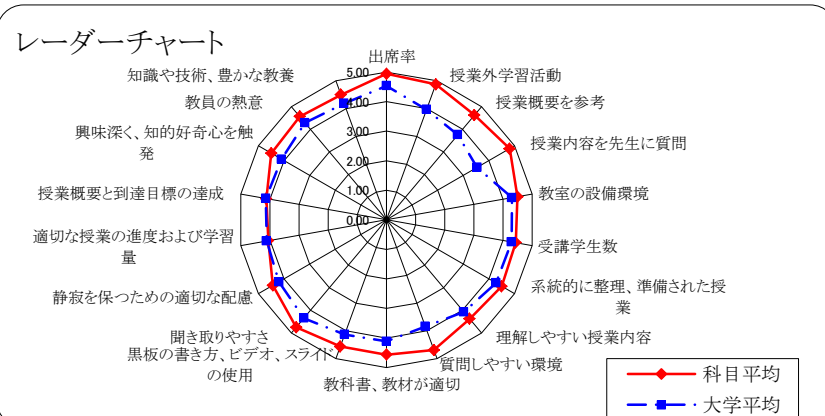 レーダーチャート
出席率
授業外学習活動
授業概要を参考
授業内容を先生に質問
教室の設備環境
受講学生数
系統的に整理、準備された授
業
理解しやすい授業内容
質問しやすい環境
教科書、教材が適切
黒板の書き方、ビデオ、スライド
の使用
聞き取りやすさ
静寂を保つための適切な配慮
適切な授業の進度および学習
量
授業概要と到達目標の達成
興味深く、知的好奇心を触
発
教員の熱意
知識や技術、豊かな教養
5.00
4.00
3.00
2.00
1.00
0.00
科目平均
大学平均